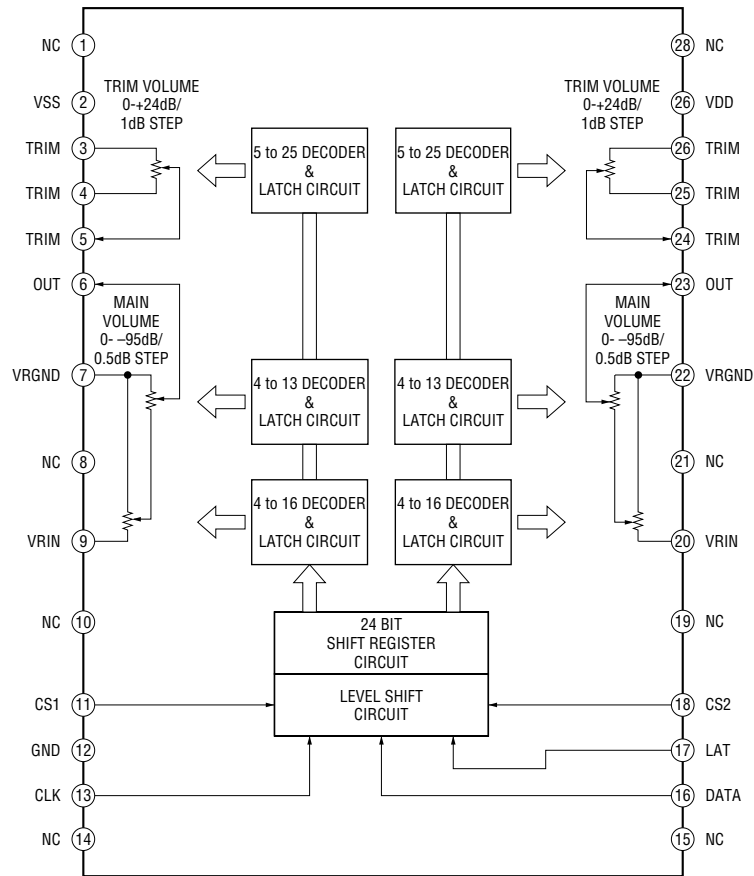 NC 1
28 NC
TRIM VOLUME
0-+24dB/
1dB STEP
TRIM VOLUME
0-+24dB/
1dB STEP
VSS 2
26 VDD
TRIM 3
26 TRIM
5 to 25 DECODER
&
LATCH CIRCUIT
5 to 25 DECODER
&
LATCH CIRCUIT
TRIM 4
25 TRIM
TRIM 5
24 TRIM
OUT 6
23 OUT
MAIN
VOLUME
0- –95dB/
0.5dB STEP
MAIN
VOLUME
0- –95dB/
0.5dB STEP
VRGND 7
22 VRGND
4 to 13 DECODER
&
LATCH CIRCUIT
4 to 13 DECODER
&
LATCH CIRCUIT
NC 8
21 NC
4 to 16 DECODER
&
LATCH CIRCUIT
4 to 16 DECODER
&
LATCH CIRCUIT
VRIN 9
20 VRIN
NC 10
19 NC
24 BIT
SHIFT REGISTER
CIRCUIT
CS1 11
LEVEL SHIFT
CIRCUIT
18 CS2
GND 12
17 LAT
CLK 13
16 DATA
NC 14
15 NC